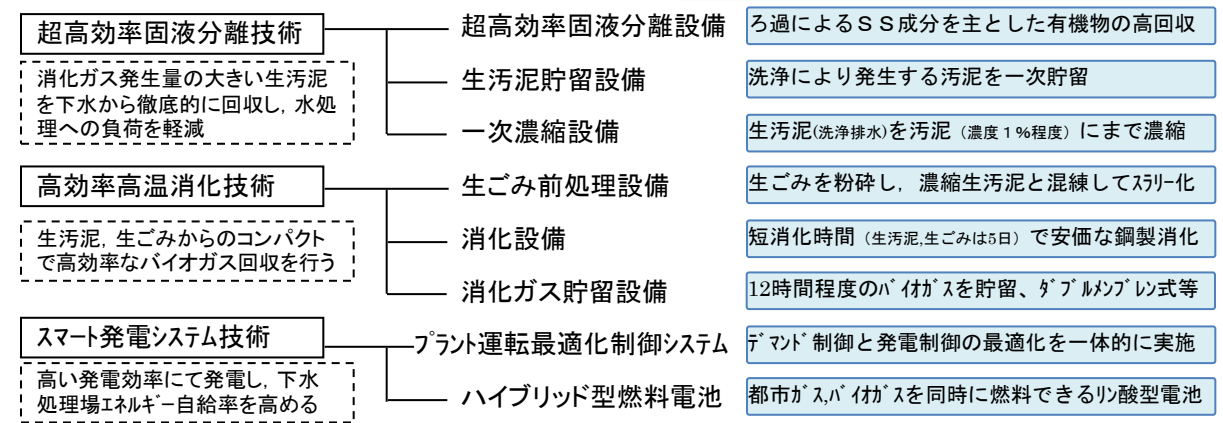 超高効率固液分離技術
超高効率固液分離設備
ろ過によるＳＳ成分を主とした有機物の高回収
消化ガス発生量の大きい生汚泥
を下水から徹底的に回収し，水処
理への負荷を軽減
生汚泥貯留設備
洗浄により発生する汚泥を一次貯留
一次濃縮設備
生汚泥(洗浄排水)を汚泥（濃度１％程度）にまで濃縮
高効率高温消化技術
生ごみ前処理設備
生ごみを粉砕し，濃縮生汚泥と混練してｽﾗﾘｰ化
生汚泥，生ごみからのコンパクト
で高効率なバイオガス回収を行う
消化設備
短消化時間（生汚泥,生ごみは5日）で安価な鋼製消化
消化ガス貯留設備
12時間程度のﾊﾞｲｵｶﾞｽを貯留、ﾀﾞﾌﾞﾙﾒﾝﾌﾞﾚﾝ式等
ｽﾏｰﾄ発電ｼｽﾃﾑ技術
ﾌﾟﾗﾝﾄ運転最適化制御ｼｽﾃﾑ
ﾃﾞﾏﾝﾄﾞ制御と発電制御の最適化を一体的に実施
高い発電効率にて発電し，下水
処理場ｴﾈﾙｷﾞｰ自給率を高める
ハイブリッド型燃料電池
都市ｶﾞｽ,ﾊﾞｲｵｶﾞｽを同時に燃料できるﾘﾝ酸型電池